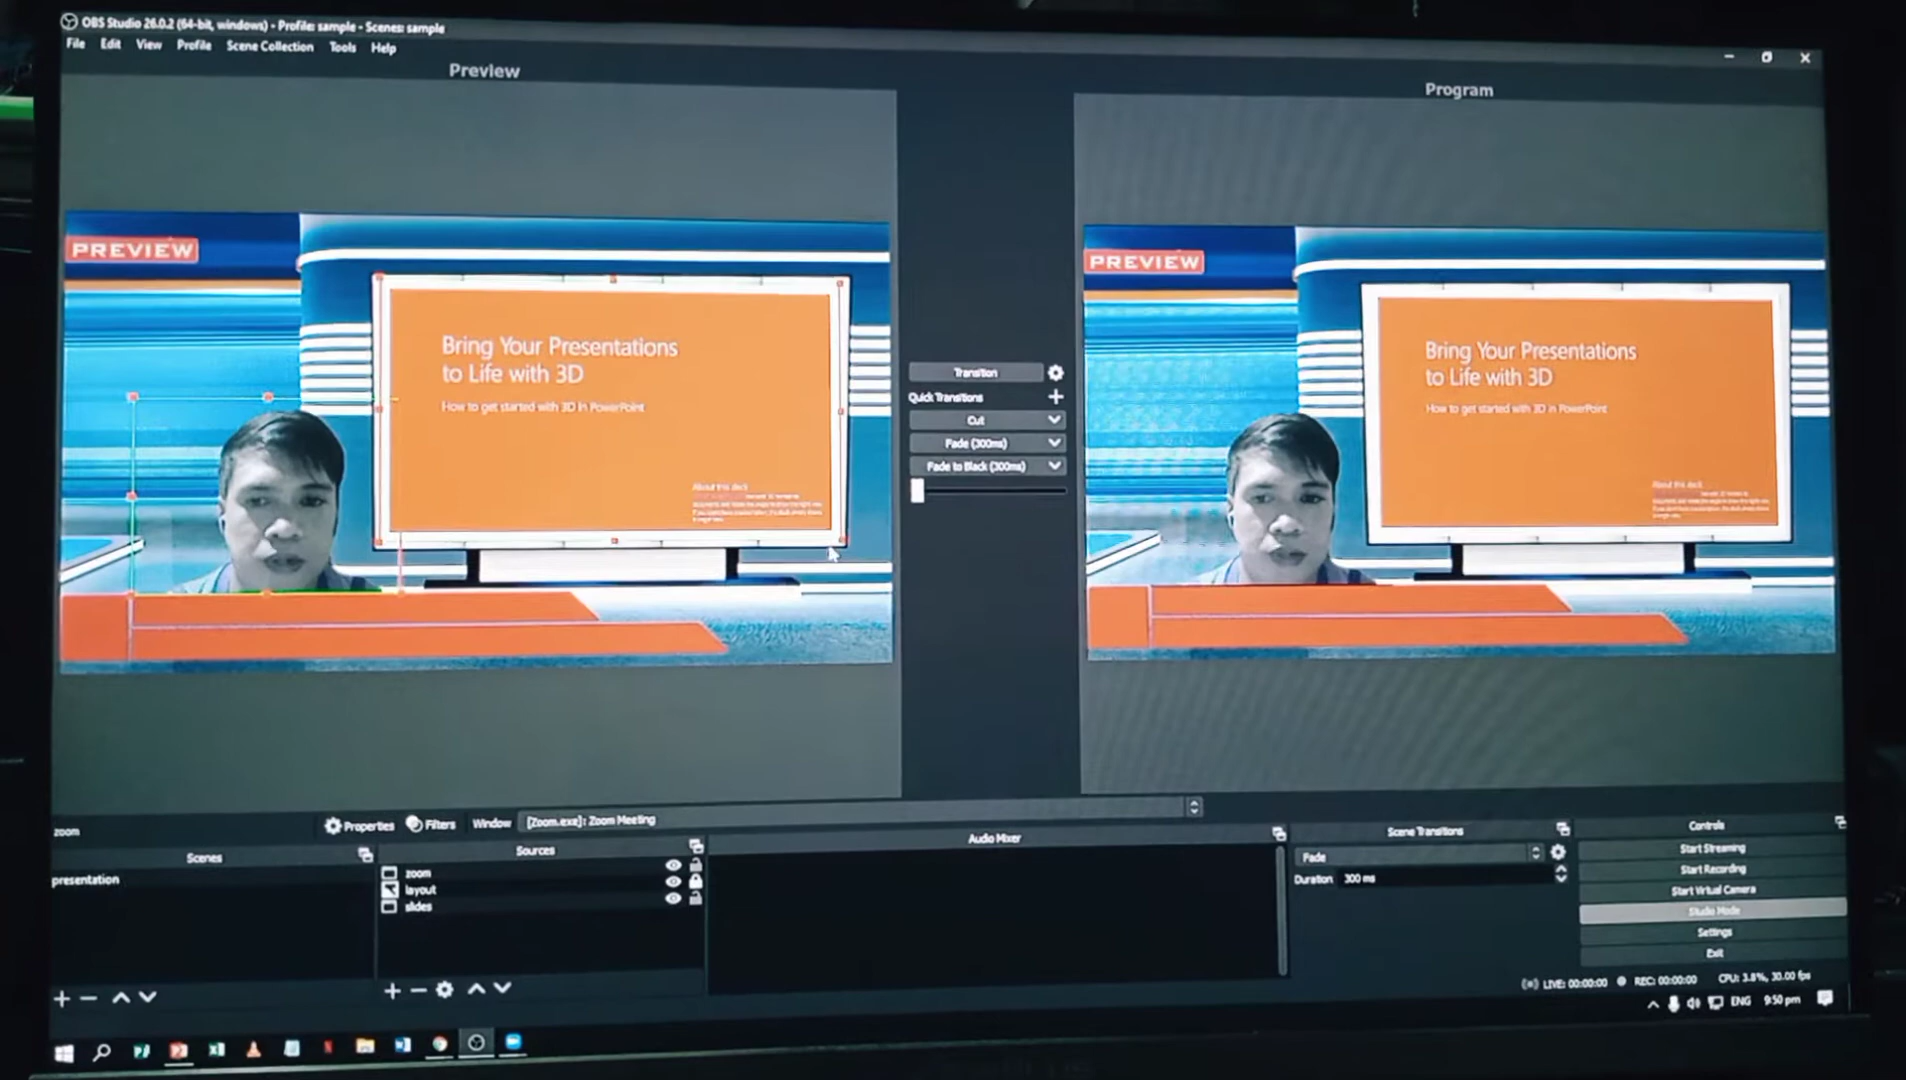 OBS Studio 26.0.2 (64-bit, windows) - Profile: sample - Scenes: sample
File Edit View Profile Scene Collection Tools Help
Preview
Program
PREVIEW
Bring Your Presentations
to Life with 3D
How to get started with 3D in PowerPoint
About this deck
Transition
Quick Transitions
Cut
Fade (300ms)
Fade to Black (300ms)
PREVIEW
Bring Your Presentations
to Life with 3D
How to get started with 3D in PowerPoint
About this deck
zoom
Properties Filters Window [Zoom.exe]: Zoom Meeting
Scenes
presentation
Sources
zoom
layout
slides
Audio Mixer
Scene Transitions
Fade
Duration 300 ms
Controls
Start Streaming
Start Recording
Start Virtual Camera
Studio Mode
Settings
Exit
LIVE: 00:00:00 REC: 00:00:00 CPU: 3.8%, 30.00 fps
ENG 9:50 pm